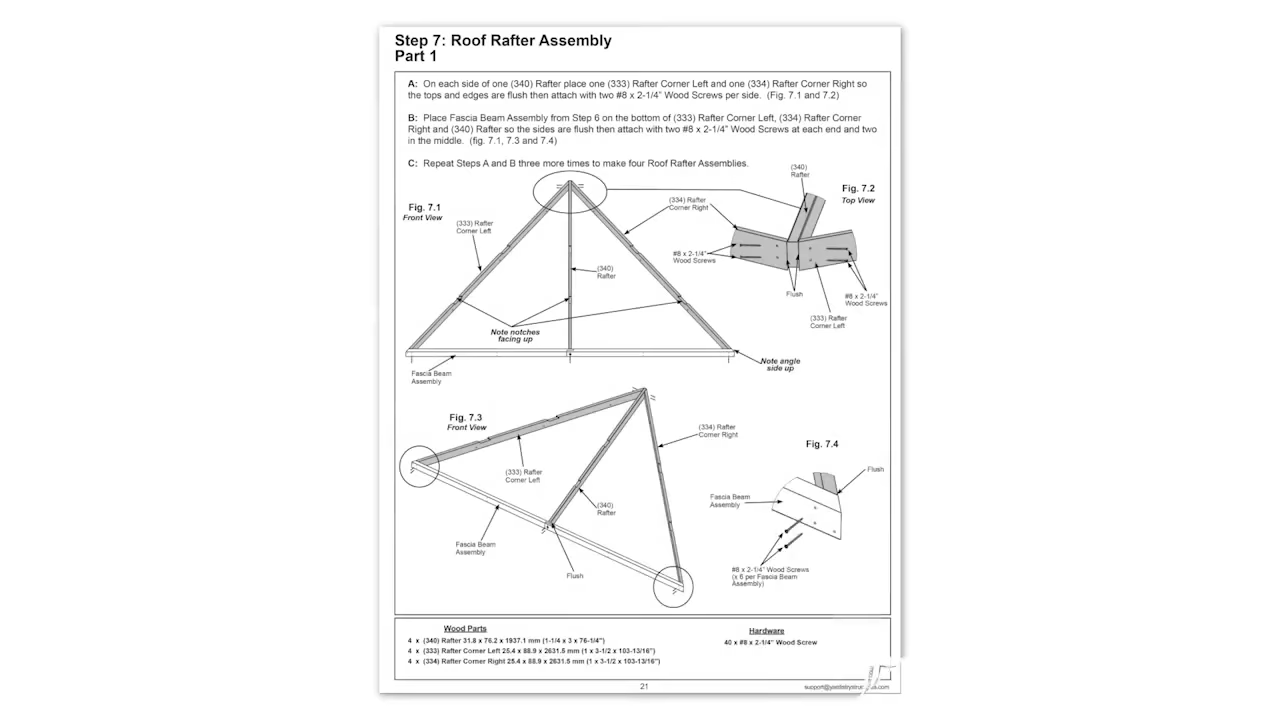 Step 7: Roof Rafter Assembly
Part 1
A: On each side of one (340) Rafter place one (333) Rafter Corner Left and one (334) Rafter Corner Right so
the tops and edges are flush then attach with two #8 x 2-1/4" Wood Screws per side. (Fig. 7.1 and 7.2)
B: Place Fascia Beam Assembly from Step 6 on the bottom of (333) Rafter Corner Left, (334) Rafter Corner
Right and (340) Rafter so the sides are flush then attach with two #8 x 2-1/4" Wood Screws at each end and two
in the middle. (fig. 7.1, 7.3 and 7.4)
C: Repeat Steps A and B three more times to make four Roof Rafter Assemblies.
Fig. 7.1
Front View
(333) Rafter
Corner Left
(340)
Rafter
Note notches
facing up
Fascia Beam
Assembly
(334) Rafter
Corner Right
Note angle
side up
(340)
Rafter
Fig. 7.2
Top View
#8 x 2-1/4"
Wood Screws
Flush
#8 x 2-1/4"
Wood Screws
(333) Rafter
Corner Left
Fig. 7.3
Front View
(334) Rafter
Corner Right
(333) Rafter
Corner Left
(340)
Rafter
Fascia Beam
Assembly
Flush
Fig. 7.4
Flush
Fascia Beam
Assembly
#8 x 2-1/4" Wood Screws
(x 6 per Fascia Beam
Assembly)
Wood Parts
4 x (340) Rafter 31.8 x 76.2 x 1937.1 mm (1-1/4 x 3 x 76-1/4")
4 x (333) Rafter Corner Left 25.4 x 88.9 x 2631.5 mm (1 x 3-1/2 x 103-13/16")
4 x (334) Rafter Corner Right 25.4 x 88.9 x 2631.5 mm (1 x 3-1/2 x 103-13/16")
Hardware
40 x #8 x 2-1/4" Wood Screw
21